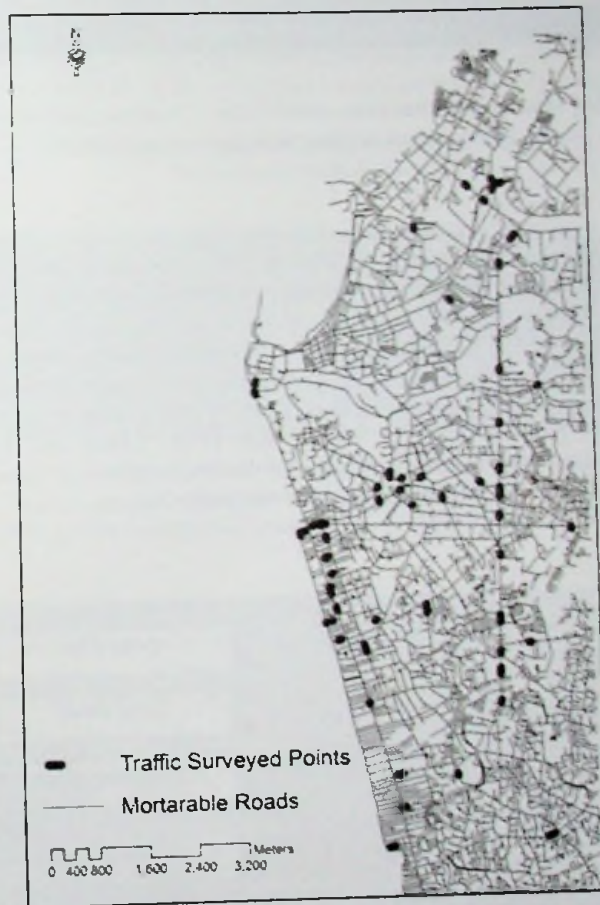 N
Traffic Surveyed Points
Mortarable Roads
Meters
0 400 800 1,600 2,400 3,200